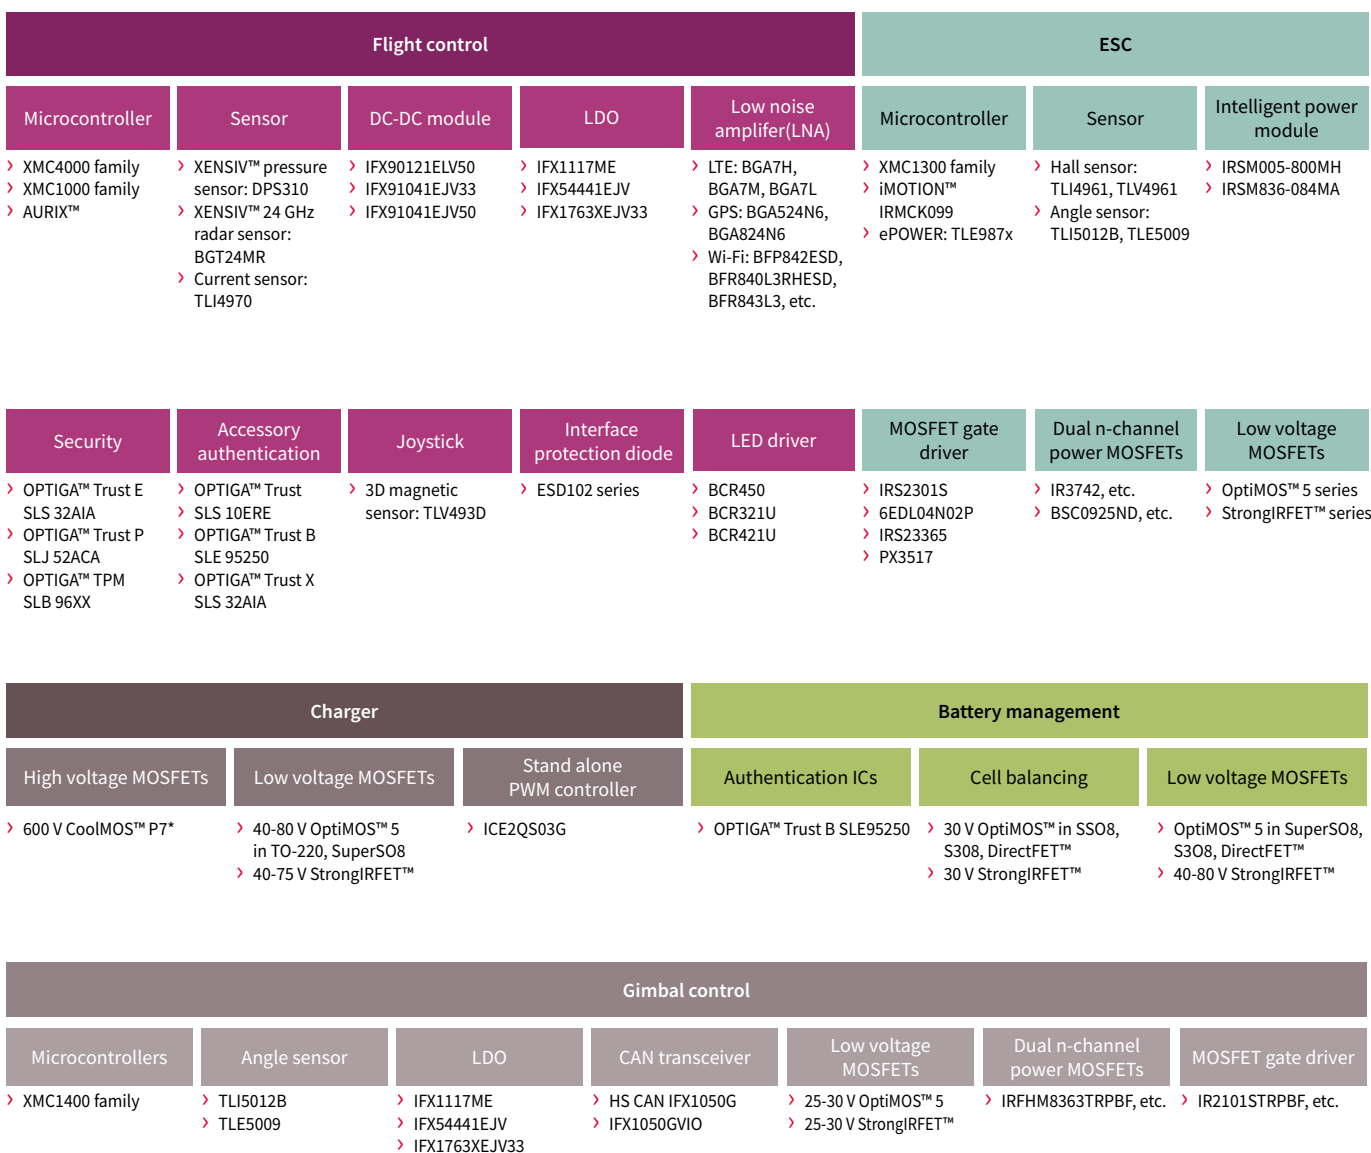 Flight control
ESC
Microcontroller
Sensor
DC-DC module
LDO
Low noise
amplifer(LNA)
Microcontroller
Sensor
Intelligent power
module
› XMC4000 family
› XMC1000 family
› AURIX™
› XENSIV™ pressure
sensor: DPS310
› XENSIV™ 24 GHz
radar sensor:
BGT24MR
› Current sensor:
TLI4970
› IFX90121ELV50
› IFX91041EJV33
› IFX91041EJV50
› IFX1117ME
› IFX54441EJV
› IFX1763XEJV33
› LTE: BGA7H,
BGA7M, BGA7L
› GPS: BGA524N6,
BGA824N6
› Wi-Fi: BFP842ESD,
BFR840L3RHESD,
BFR843L3, etc.
› XMC1300 family
› iMOTION™
IRMCK099
› ePOWER: TLE987x
› Hall sensor:
TLI4961, TLV4961
› Angle sensor:
TLI5012B, TLE5009
› IRSM005-800MH
› IRSM836-084MA
Security
Accessory
authentication
Joystick
Interface
protection diode
LED driver
MOSFET gate
driver
Dual n-channel
power MOSFETs
Low voltage
MOSFETs
› OPTIGA™ Trust E
SLS 32AIA
› OPTIGA™ Trust P
SLJ 52ACA
› OPTIGA™ TPM
SLB 96XX
› OPTIGA™ Trust
› SLS 10ERE
› OPTIGA™ Trust B
SLE 95250
› OPTIGA™ Trust X
SLS 32AIA
› 3D magnetic
sensor: TLV493D
› ESD102 series
› BCR450
› BCR321U
› BCR421U
› IRS2301S
› 6EDL04N02P
› IRS23365
› PX3517
› IR3742, etc.
› BSC0925ND, etc.
› OptiMOS™ 5 series
› StrongIRFET™ series
Charger
Battery management
High voltage MOSFETs
Low voltage MOSFETs
Stand alone
PWM controller
Authentication ICs
Cell balancing
Low voltage MOSFETs
› 600 V CoolMOS™ P7*
› 40-80 V OptiMOS™ 5
in TO-220, SuperSO8
› 40-75 V StrongIRFET™
› ICE2QS03G
› OPTIGA™ Trust B SLE95250
› 30 V OptiMOS™ in SSO8,
S308, DirectFET™
› 30 V StrongIRFET™
› OptiMOS™ 5 in SuperSO8,
S3O8, DirectFET™
› 40-80 V StrongIRFET™
Gimbal control
Microcontrollers
Angle sensor
LDO
CAN transceiver
Low voltage
MOSFETs
Dual n-channel
power MOSFETs
MOSFET gate driver
› XMC1400 family
› TLI5012B
› TLE5009
› IFX1117ME
› IFX54441EJV
› IFX1763XEJV33
› HS CAN IFX1050G
› IFX1050GVIO
› 25-30 V OptiMOS™ 5
› 25-30 V StrongIRFET™
› IRFHM8363TRPBF, etc.
› IR2101STRPBF, etc.